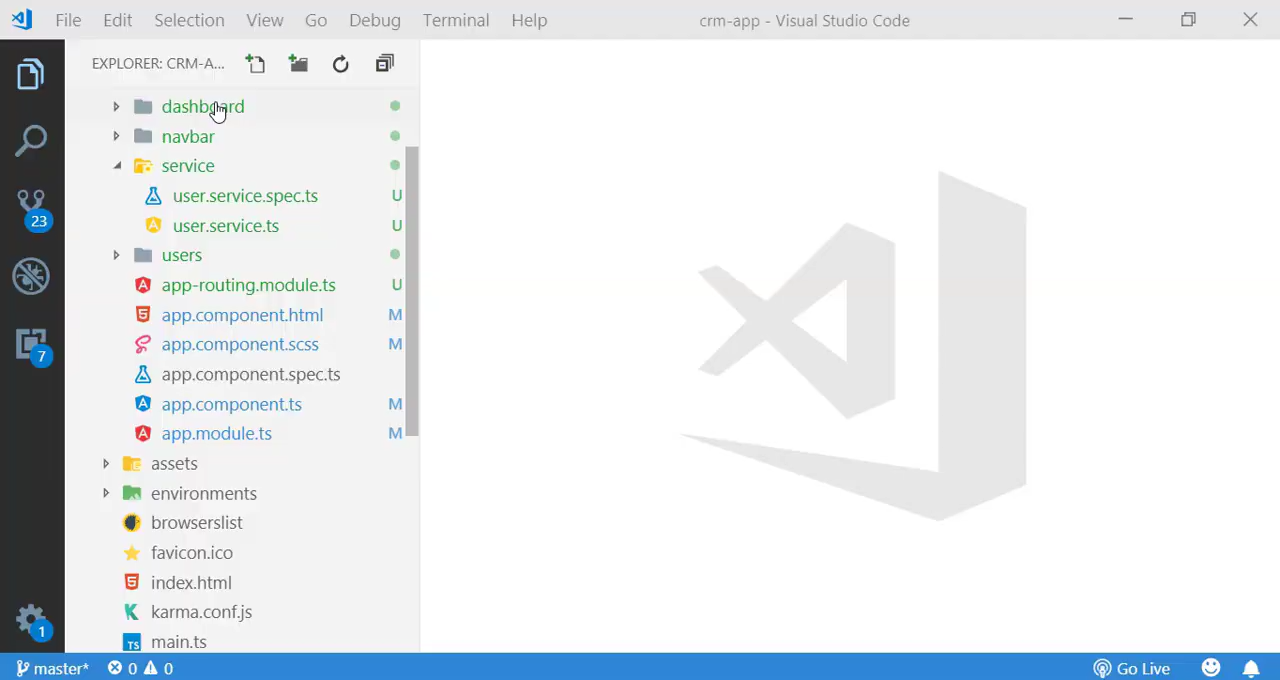 File Edit Selection View Go Debug Terminal Help crm-app - Visual Studio Code
EXPLORER: CRM-A...
dashboard
navbar
service
user.service.spec.ts U
user.service.ts U
users
app-routing.module.ts U
app.component.html M
app.component.scss M
app.component.spec.ts
app.component.ts M
app.module.ts M
assets
environments
browserslist
favicon.ico
index.html
karma.conf.js
TS main.ts
23
7
1
master* 0 0 Go Live